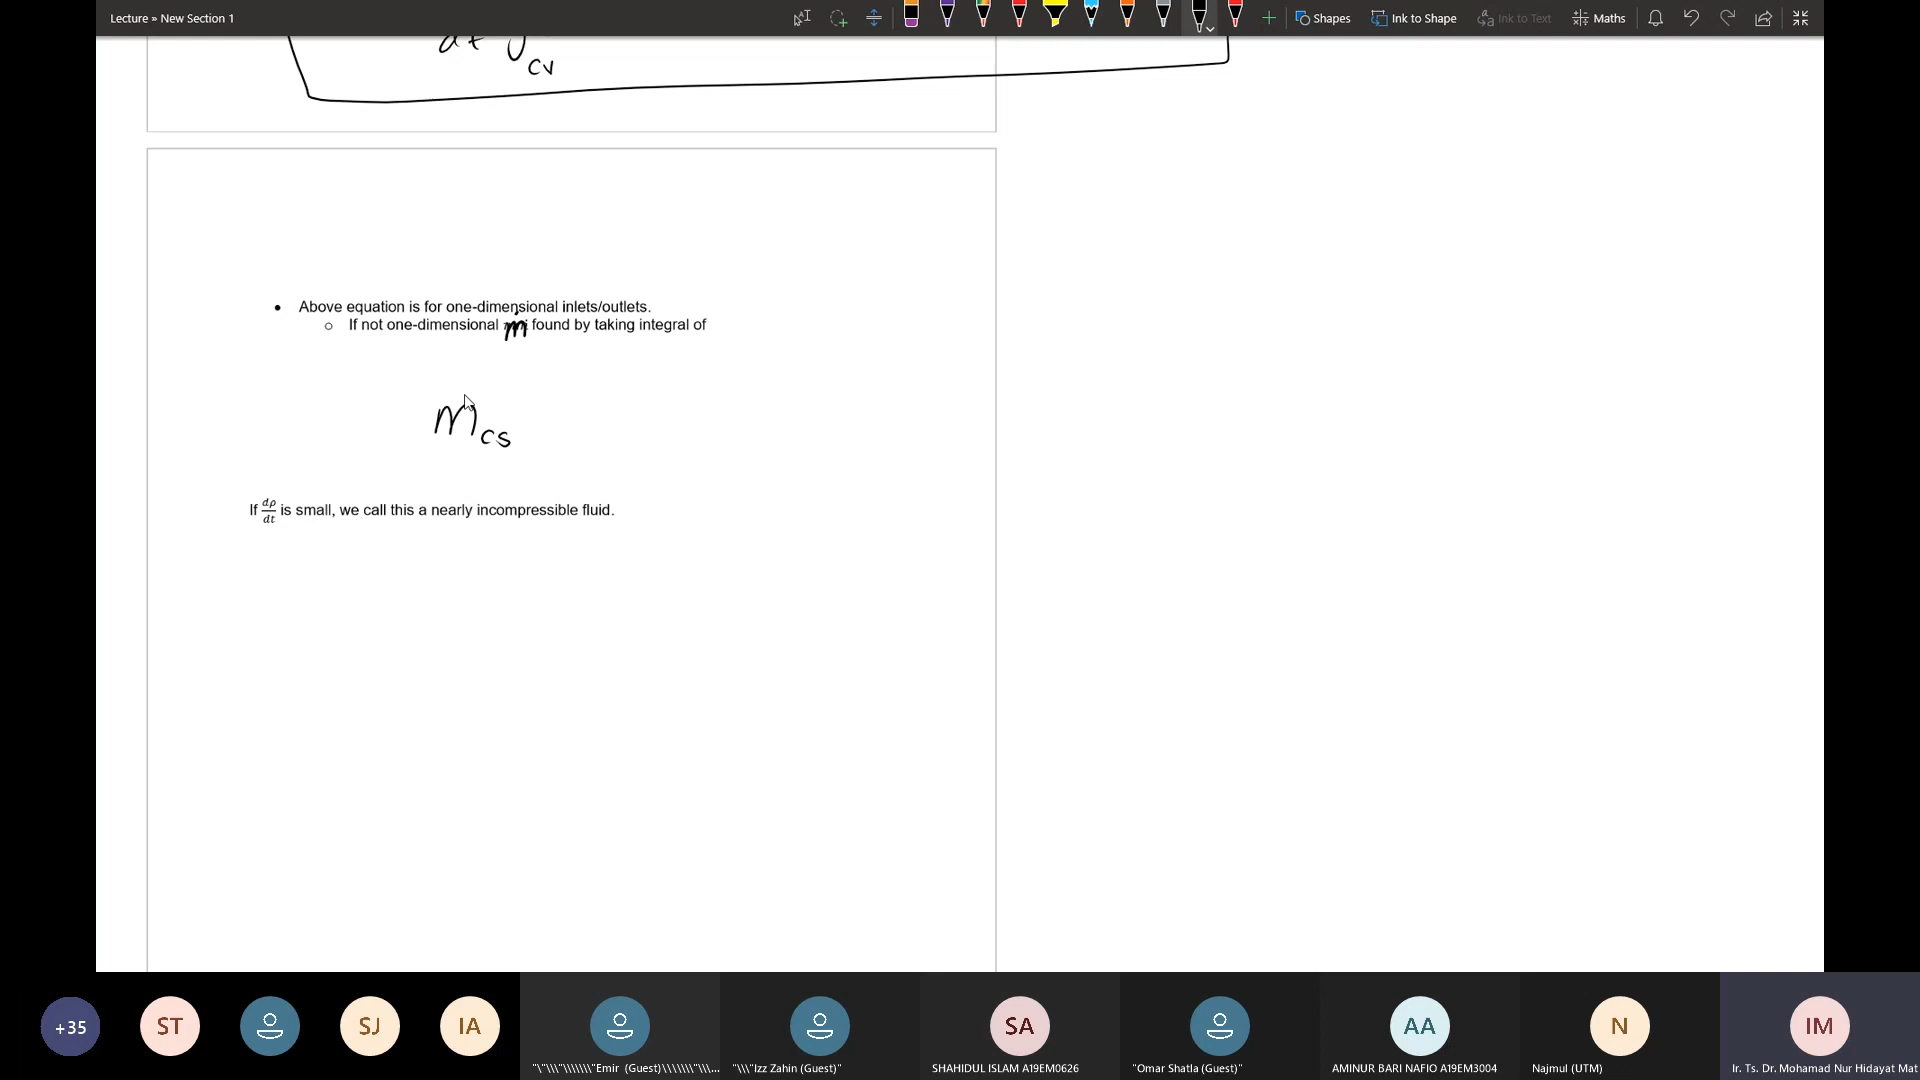 Lecture » New Section 1
Shapes
Ink to Shape
Ink to Text
Maths
CV
• Above equation is for one-dimensional inlets/outlets.
○ If not one-dimensional ṁ found by taking integral of
ṁ_cs
If dρ/dt is small, we call this a nearly incompressible fluid.
+35
ST
SJ
IA
SA
AA
N
IM
"\"\\\"\\\\\\\"Emir (Guest)\\\\\\\"\\...
"\\\"Izz Zahin (Guest)"
SHAHIDUL ISLAM A19EM0626
"Omar Shatla (Guest)"
AMINUR BARI NAFIO A19EM3004
Najmul (UTM)
Ir. Ts. Dr. Mohamad Nur Hidayat Mat